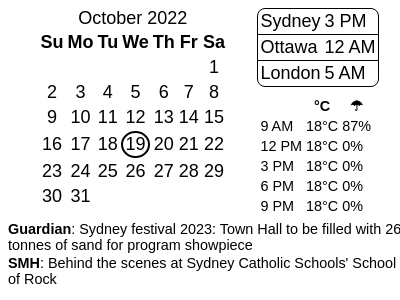 October 2022
Su Mo Tu We Th Fr Sa
1
2 3 4 5 6 7 8
9 10 11 12 13 14 15
16 17 18 19 20 21 22
23 24 25 26 27 28 29
30 31
Sydney 3 PM
Ottawa 12 AM
London 5 AM
°C ☂
9 AM 18°C 87%
12 PM 18°C 0%
3 PM 18°C 0%
6 PM 18°C 0%
9 PM 18°C 0%
Guardian: Sydney festival 2023: Town Hall to be filled with 26
tonnes of sand for program showpiece
SMH: Behind the scenes at Sydney Catholic Schools' School
of Rock